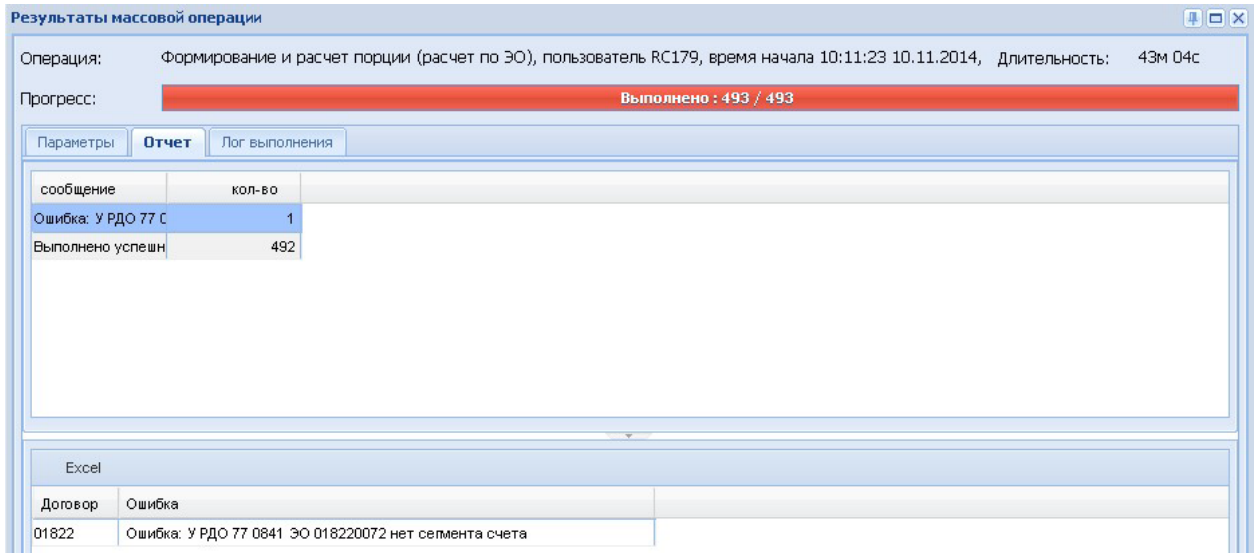 Результаты массовой операции
Операция: Формирование и расчет порции (расчет по ЭО), пользователь RC179, время начала 10:11:23 10.11.2014, Длительность: 43м 04с
Прогресс: Выполнено : 493 / 493
Параметры Отчет Лог выполнения
сообщение кол-во
Ошибка: У РДО 77 0 1
Выполнено успешн 492
Excel
Договор Ошибка
01822 Ошибка: У РДО 77 0841 ЭО 018220072 нет сегмента счета